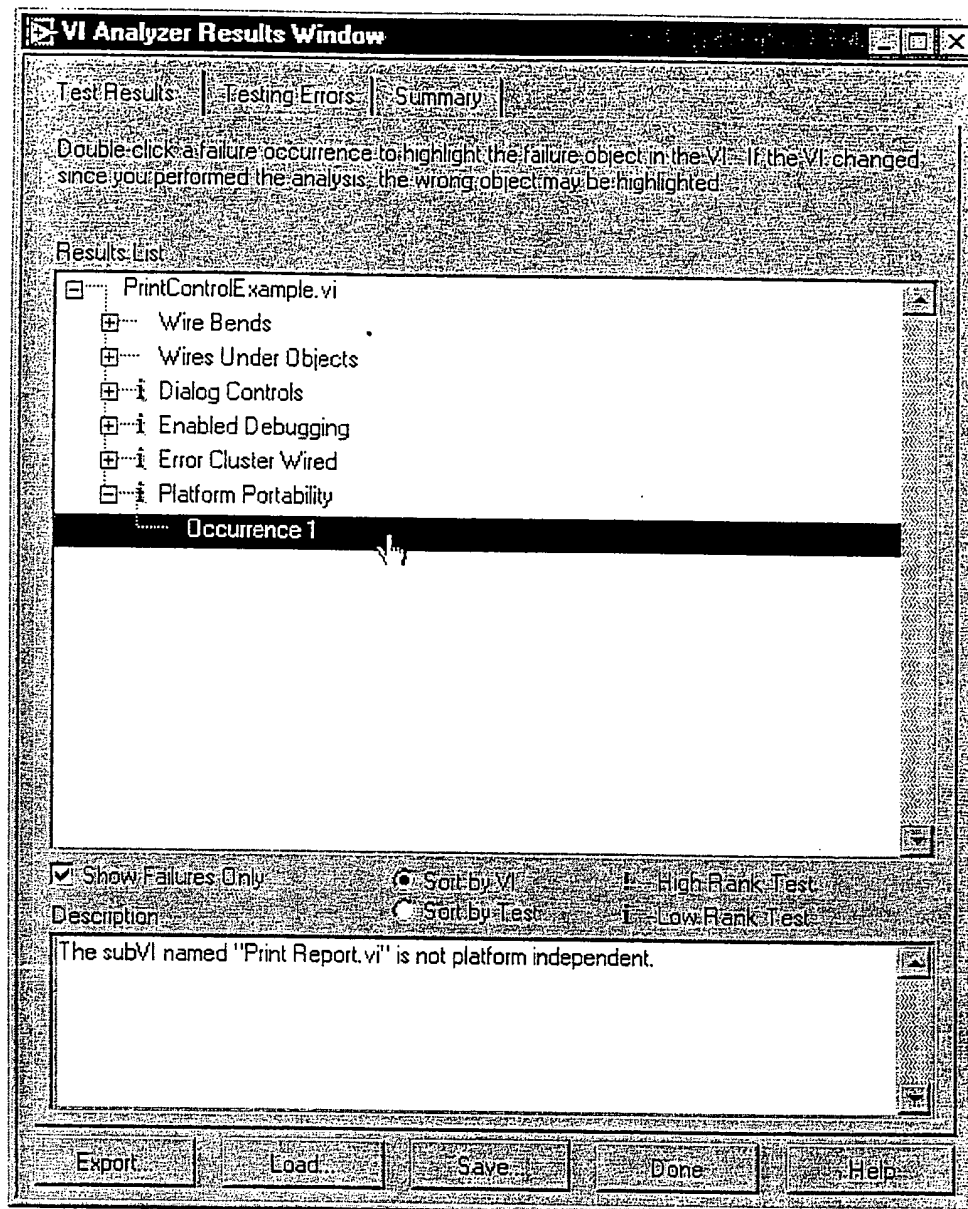 VI Analyzer Results Window
Test Results Testing Errors Summary
Double-click a failure occurrence to highlight the failure object in the VI. If the VI changed
since you performed the analysis, the wrong object may be highlighted.
Results List
PrintControlExample.vi
Wire Bends
Wires Under Objects
i Dialog Controls
i Enabled Debugging
i Error Cluster Wired
i Platform Portability
Occurrence 1
Show Failures Only Sort by VI ! - High Rank Test
Description Sort by Test i - Low Rank Test
The subVI named "Print Report.vi" is not platform independent.
Export... Load... Save... Done Help